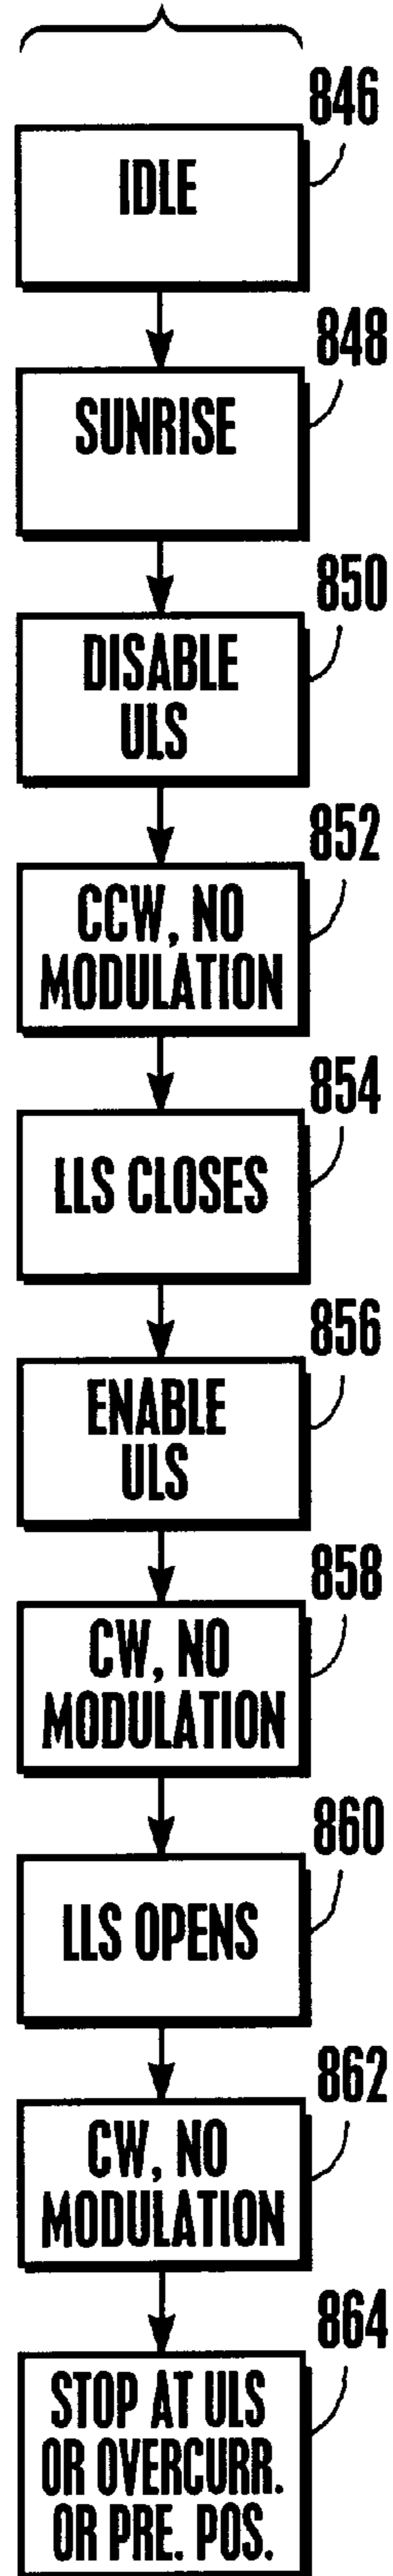 846
IDLE
848
SUNRISE
850
DISABLE
ULS
852
CCW, NO
MODULATION
854
LLS CLOSES
856
ENABLE
ULS
858
CW, NO
MODULATION
860
LLS OPENS
862
CW, NO
MODULATION
864
STOP AT ULS
OR OVERCURR.
OR PRE. POS.